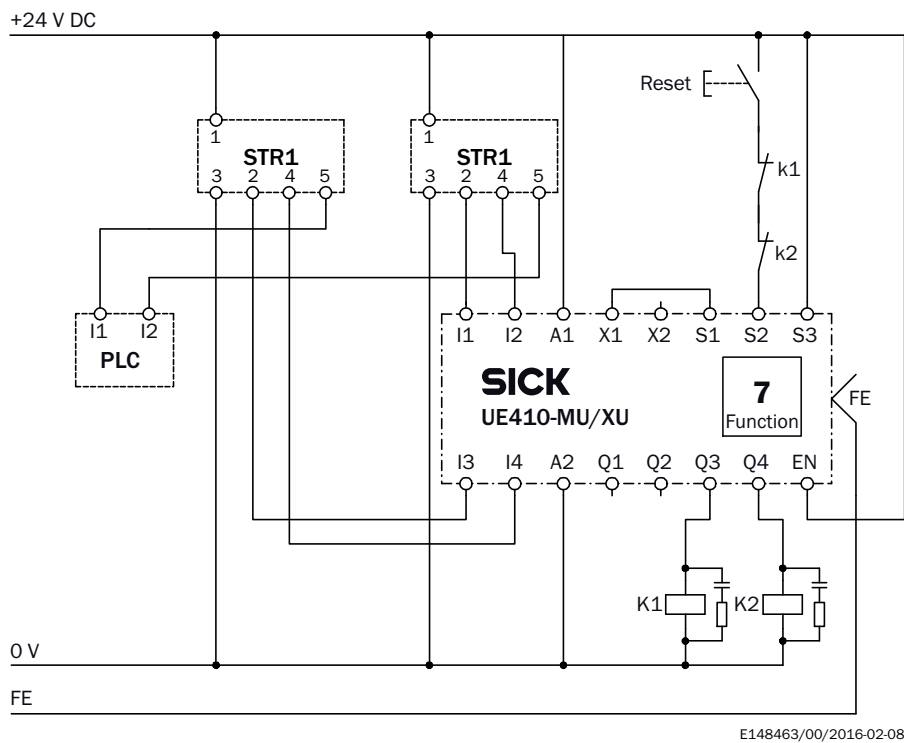 +24 V DC
Reset
1 1
STR1 STR1
3 2 4 5 3 2 4 5
k1
k2
I1 I2
PLC
I1 I2 A1 X1 X2 S1 S2 S3
SICK
UE410-MU/XU
7
Function
FE
I3 I4 A2 Q1 Q2 Q3 Q4 EN
K1 K2
0 V
FE
E148463/00/2016-02-08